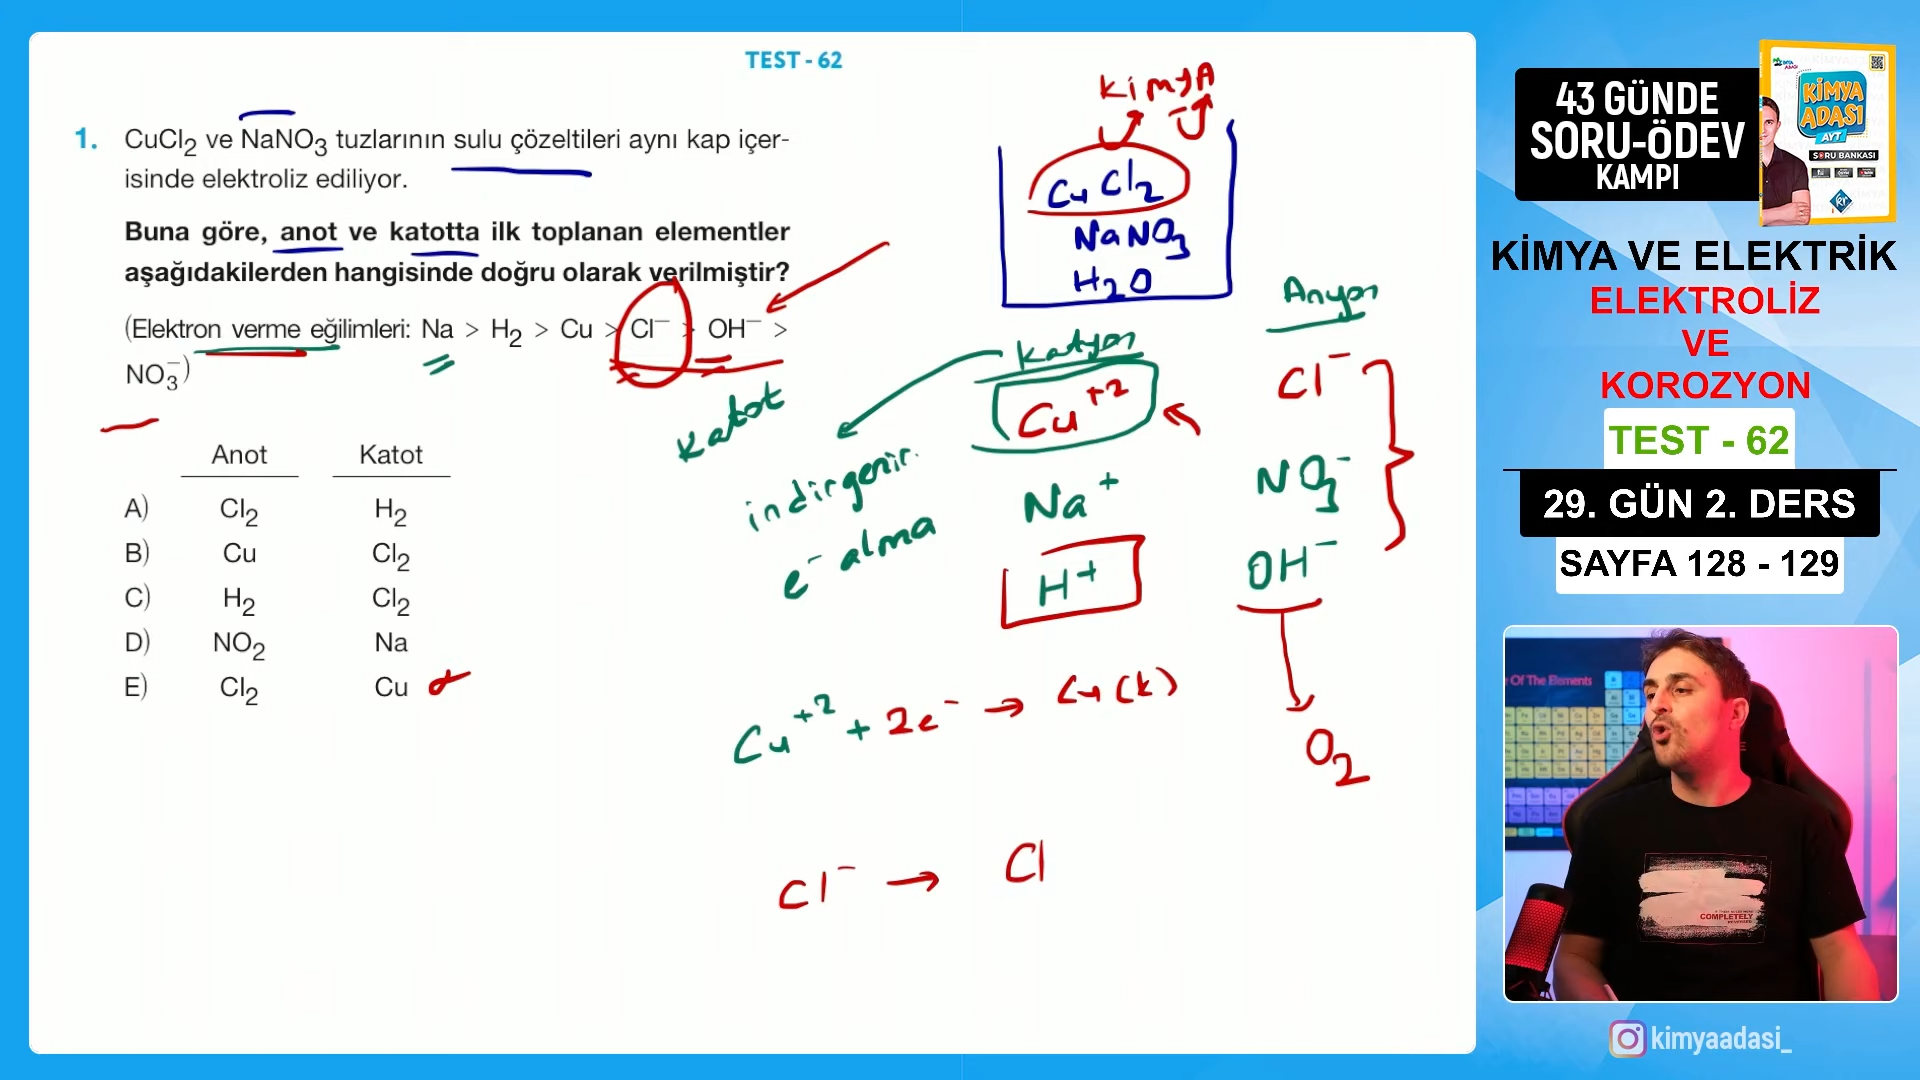 TEST - 62
1. CuCl₂ ve NaNO₃ tuzlarının sulu çözeltileri aynı kap içer-
isinde elektroliz ediliyor.
Buna göre, anot ve katotta ilk toplanan elementler
aşağıdakilerden hangisinde doğru olarak verilmiştir?
(Elektron verme eğilimleri: Na > H₂ > Cu > Cl⁻ > OH⁻ >
NO₃⁻)
Anot Katot
A) Cl₂ H₂
B) Cu Cl₂
C) H₂ Cl₂
D) NO₂ Na
E) Cl₂ Cu
KimyA
CuCl₂
NaNO₃
H₂O
Katyon
Cu⁺²
Na⁺
H⁺
Anyon
Cl⁻
NO₃⁻
OH⁻
O₂
Katot
indirgenir.
e⁻ alma
Cu⁺² + 2e⁻ → Cu (k)
Cl⁻ → Cl
43 GÜNDE
SORU-ÖDEV
KAMPI
KİMYA
ADASI
AYT
SORU BANKASI
KİMYA VE ELEKTRİK
ELEKTROLİZ
VE
KOROZYON
TEST - 62
29. GÜN 2. DERS
SAYFA 128 - 129
Of The Elements
COMPLETELY
kimyaadasi_